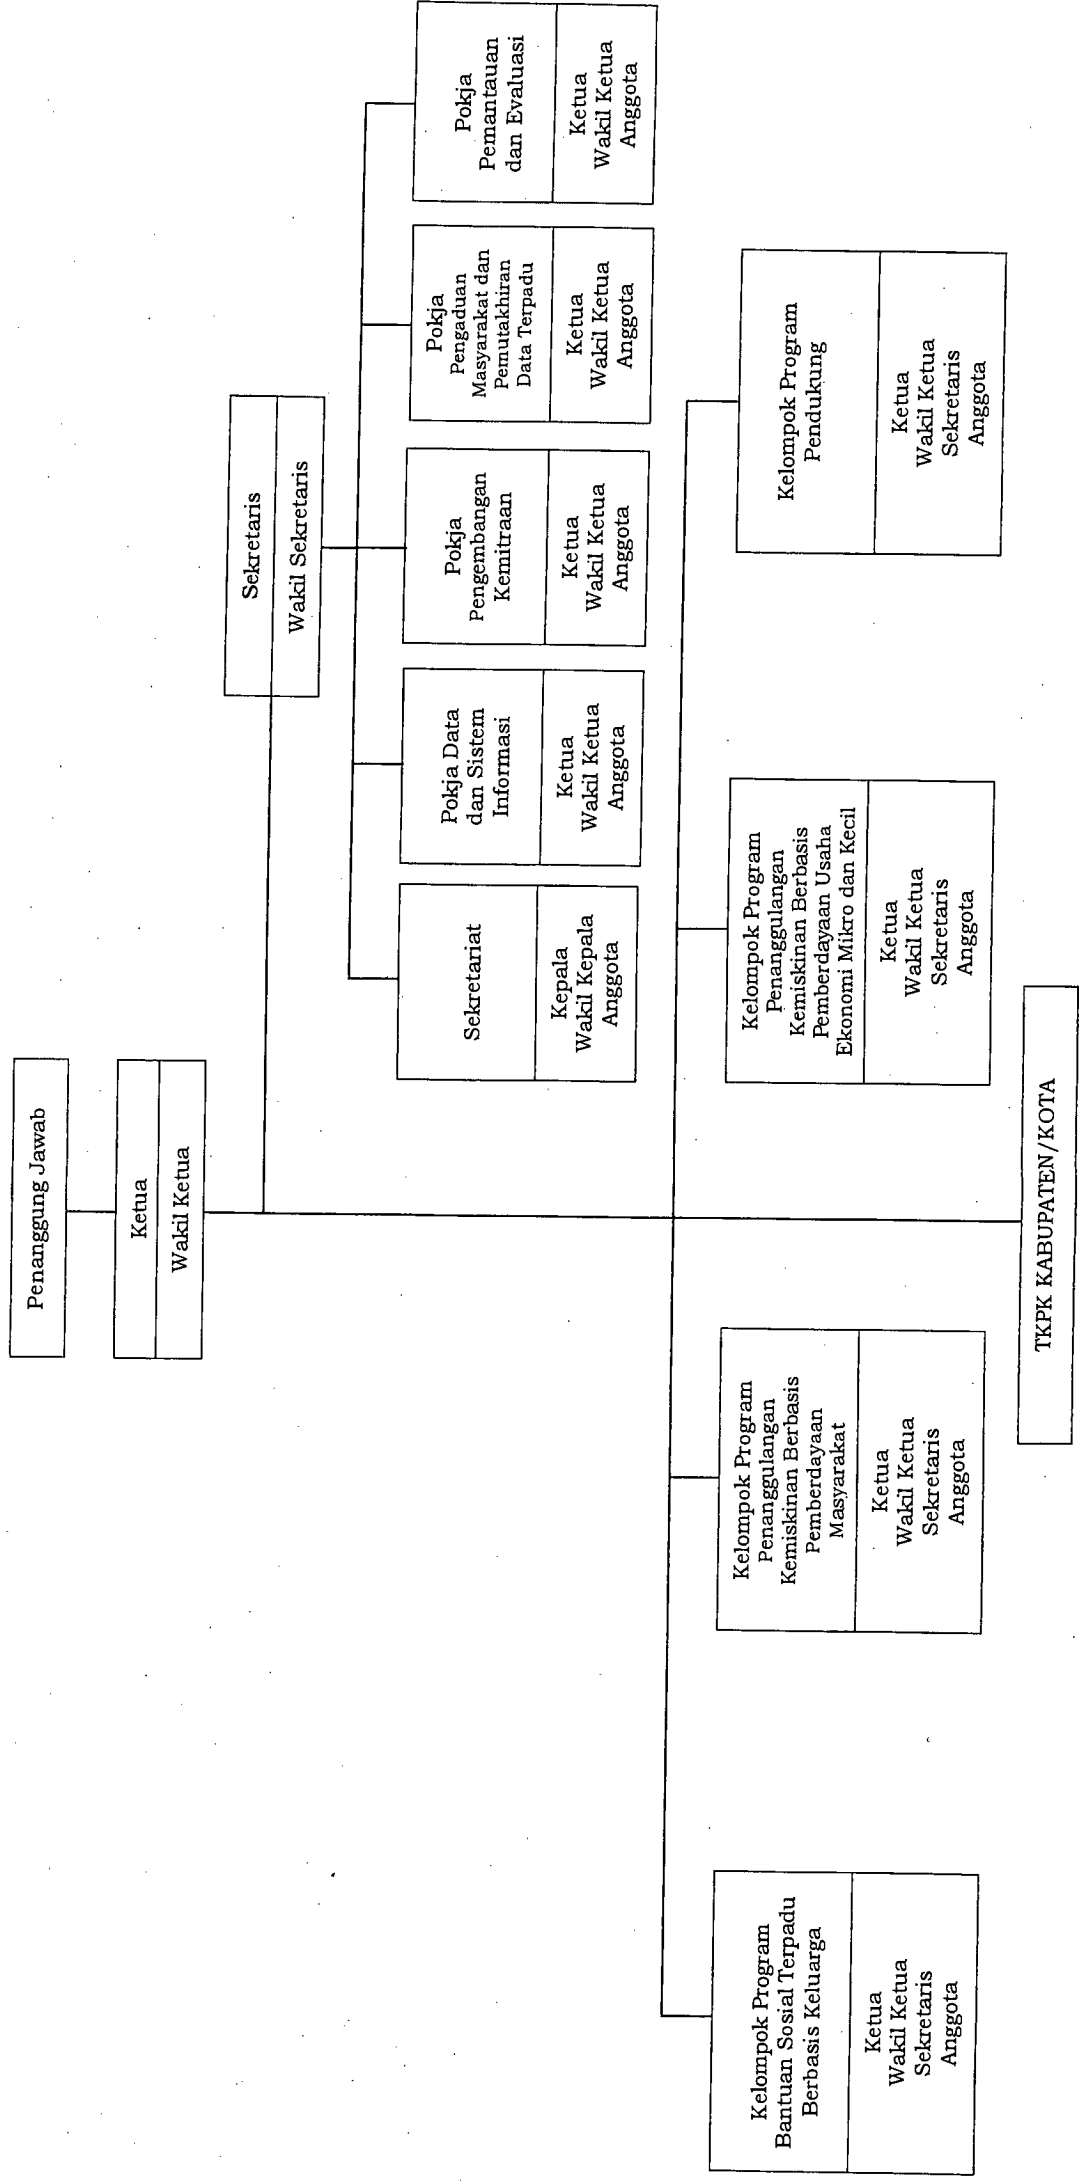 Penanggung Jawab
Ketua
Wakil Ketua
Sekretaris
Wakil Sekretaris
Sekretariat
Kepala
Wakil Kepala
Anggota
Pokja Data
dan Sistem
Informasi
Ketua
Wakil Ketua
Anggota
Pokja
Pengembangan
Kemitraan
Ketua
Wakil Ketua
Anggota
Pokja
Pengaduan
Masyarakat dan
Pemutakhiran
Data Terpadu
Ketua
Wakil Ketua
Anggota
Pokja
Pemantauan
dan Evaluasi
Ketua
Wakil Ketua
Anggota
Kelompok Program
Bantuan Sosial Terpadu
Berbasis Keluarga
Ketua
Wakil Ketua
Sekretaris
Anggota
Kelompok Program
Penanggulangan
Kemiskinan Berbasis
Pemberdayaan
Masyarakat
Ketua
Wakil Ketua
Sekretaris
Anggota
Kelompok Program
Penanggulangan
Kemiskinan Berbasis
Pemberdayaan Usaha
Ekonomi Mikro dan Kecil
Ketua
Wakil Ketua
Sekretaris
Anggota
Kelompok Program
Pendukung
Ketua
Wakil Ketua
Sekretaris
Anggota
TKPK KABUPATEN/KOTA